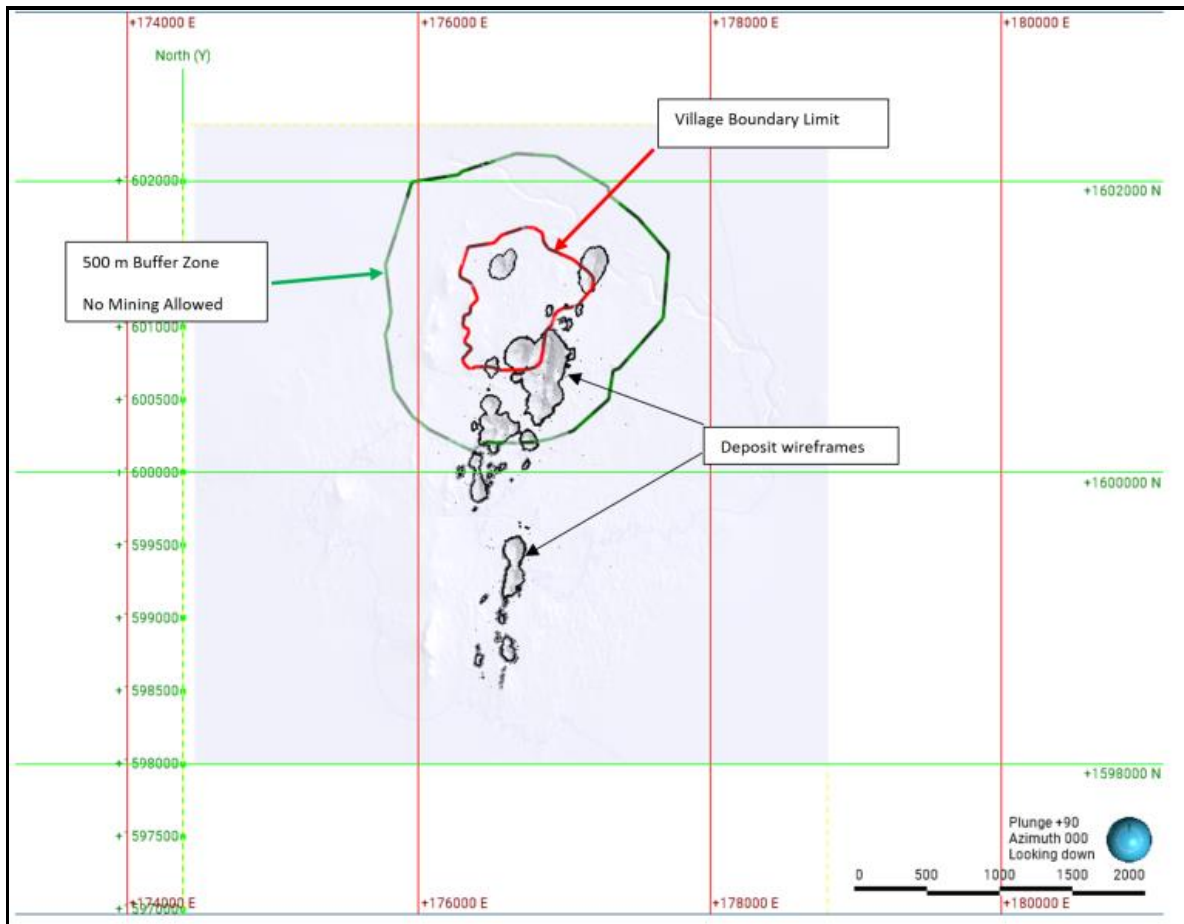 +174000 E
+176000 E
+178000 E
+180000 E
North (Y)
Village Boundary Limit
602000
+1602000 N
500 m Buffer Zone
No Mining Allowed
601000
600500
Deposit wireframes
600000
+1600000 N
+ 599500
+ 599000
+ 598500
+ 598000
+1598000 N
+ 597500
Plunge +90
Azimuth 000
Looking down
0 500 1000 1500 2000
+174000 E
+176000 E
+178000 E
+180000 E